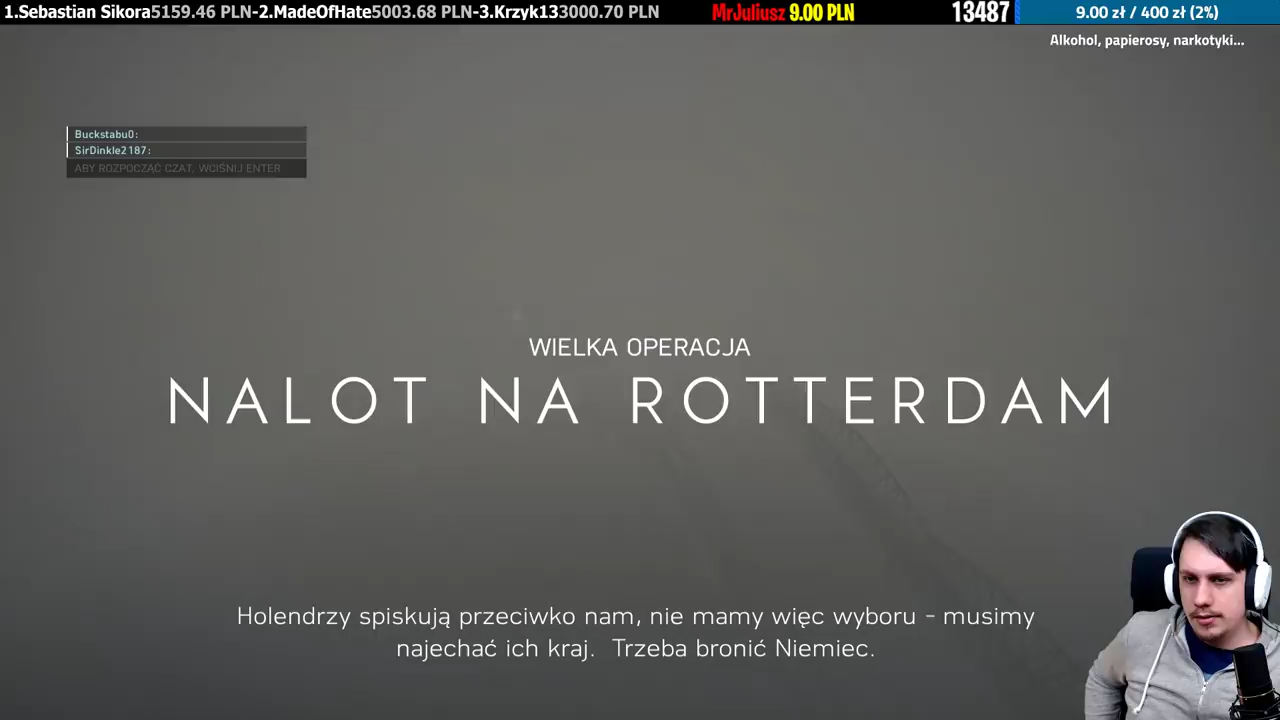 1.Sebastian Sikora5159.46 PLN-2.MadeOfHate5003.68 PLN-3.Krzyk133000.70 PLN
MrJuliusz 9.00 PLN
13487
9.00 zł / 400 zł (2%)
Alkohol, papierosy, narkotyki...
Buckstabu0:
SirDinkle2187:
ABY ROZPOCZĄĆ CZAT, WCIŚNIJ ENTER
WIELKA OPERACJA
NALOT NA ROTTERDAM
Holendrzy spiskują przeciwko nam, nie mamy więc wyboru - musimy
najechać ich kraj. Trzeba bronić Niemiec.